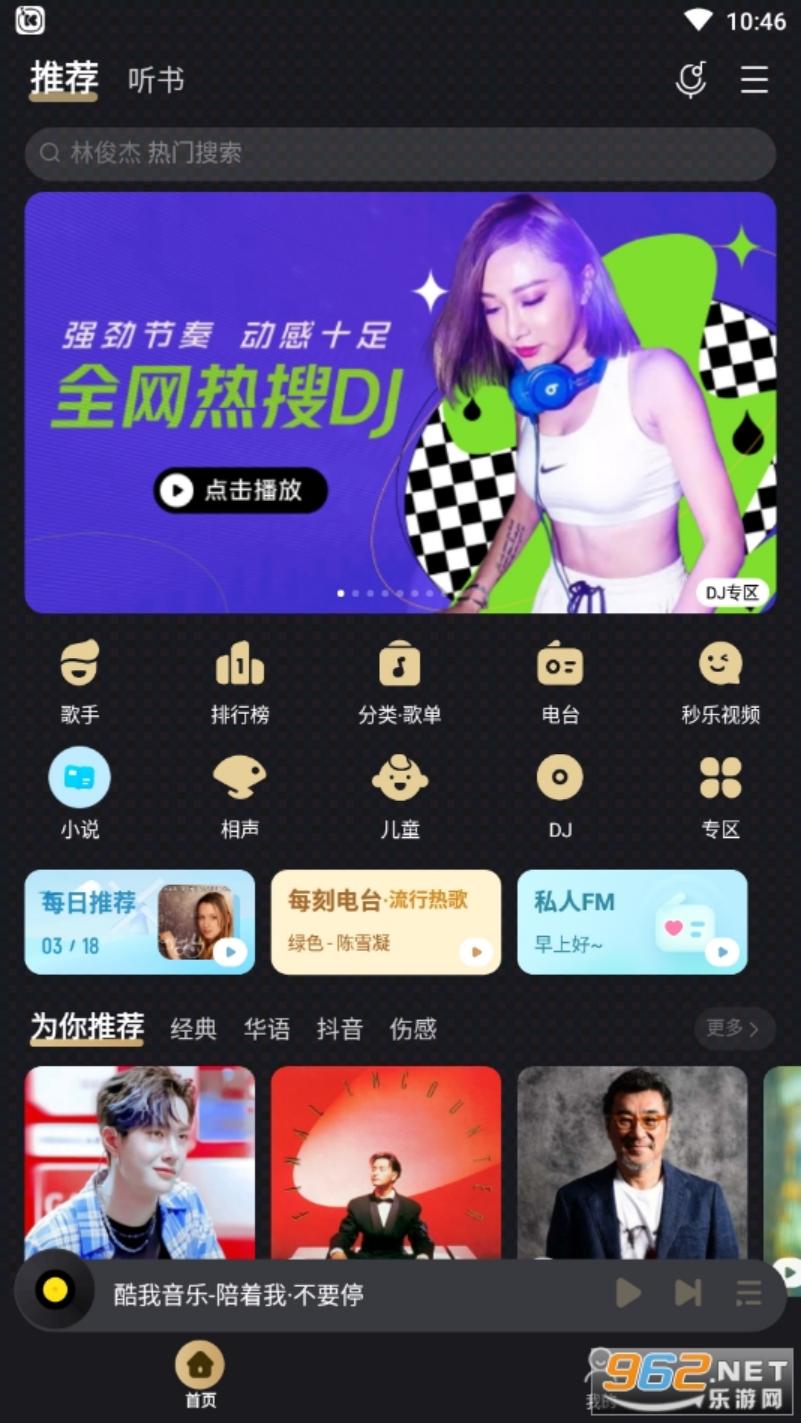 10:46
推荐 听书
林俊杰 热门搜索
强劲节奏 动感十足
全网热搜DJ
点击播放
DJ专区
歌手 排行榜 分类·歌单 电台 秒乐视频
小说 相声 儿童 DJ 专区
每日推荐
03 / 18
每刻电台·流行热歌
绿色 - 陈雪凝
私人FM
早上好~
为你推荐 经典 华语 抖音 伤感 更多
FINAL ENCOUNTER
酷我音乐-陪着我·不要停
首页 我的
962.NET
乐游网